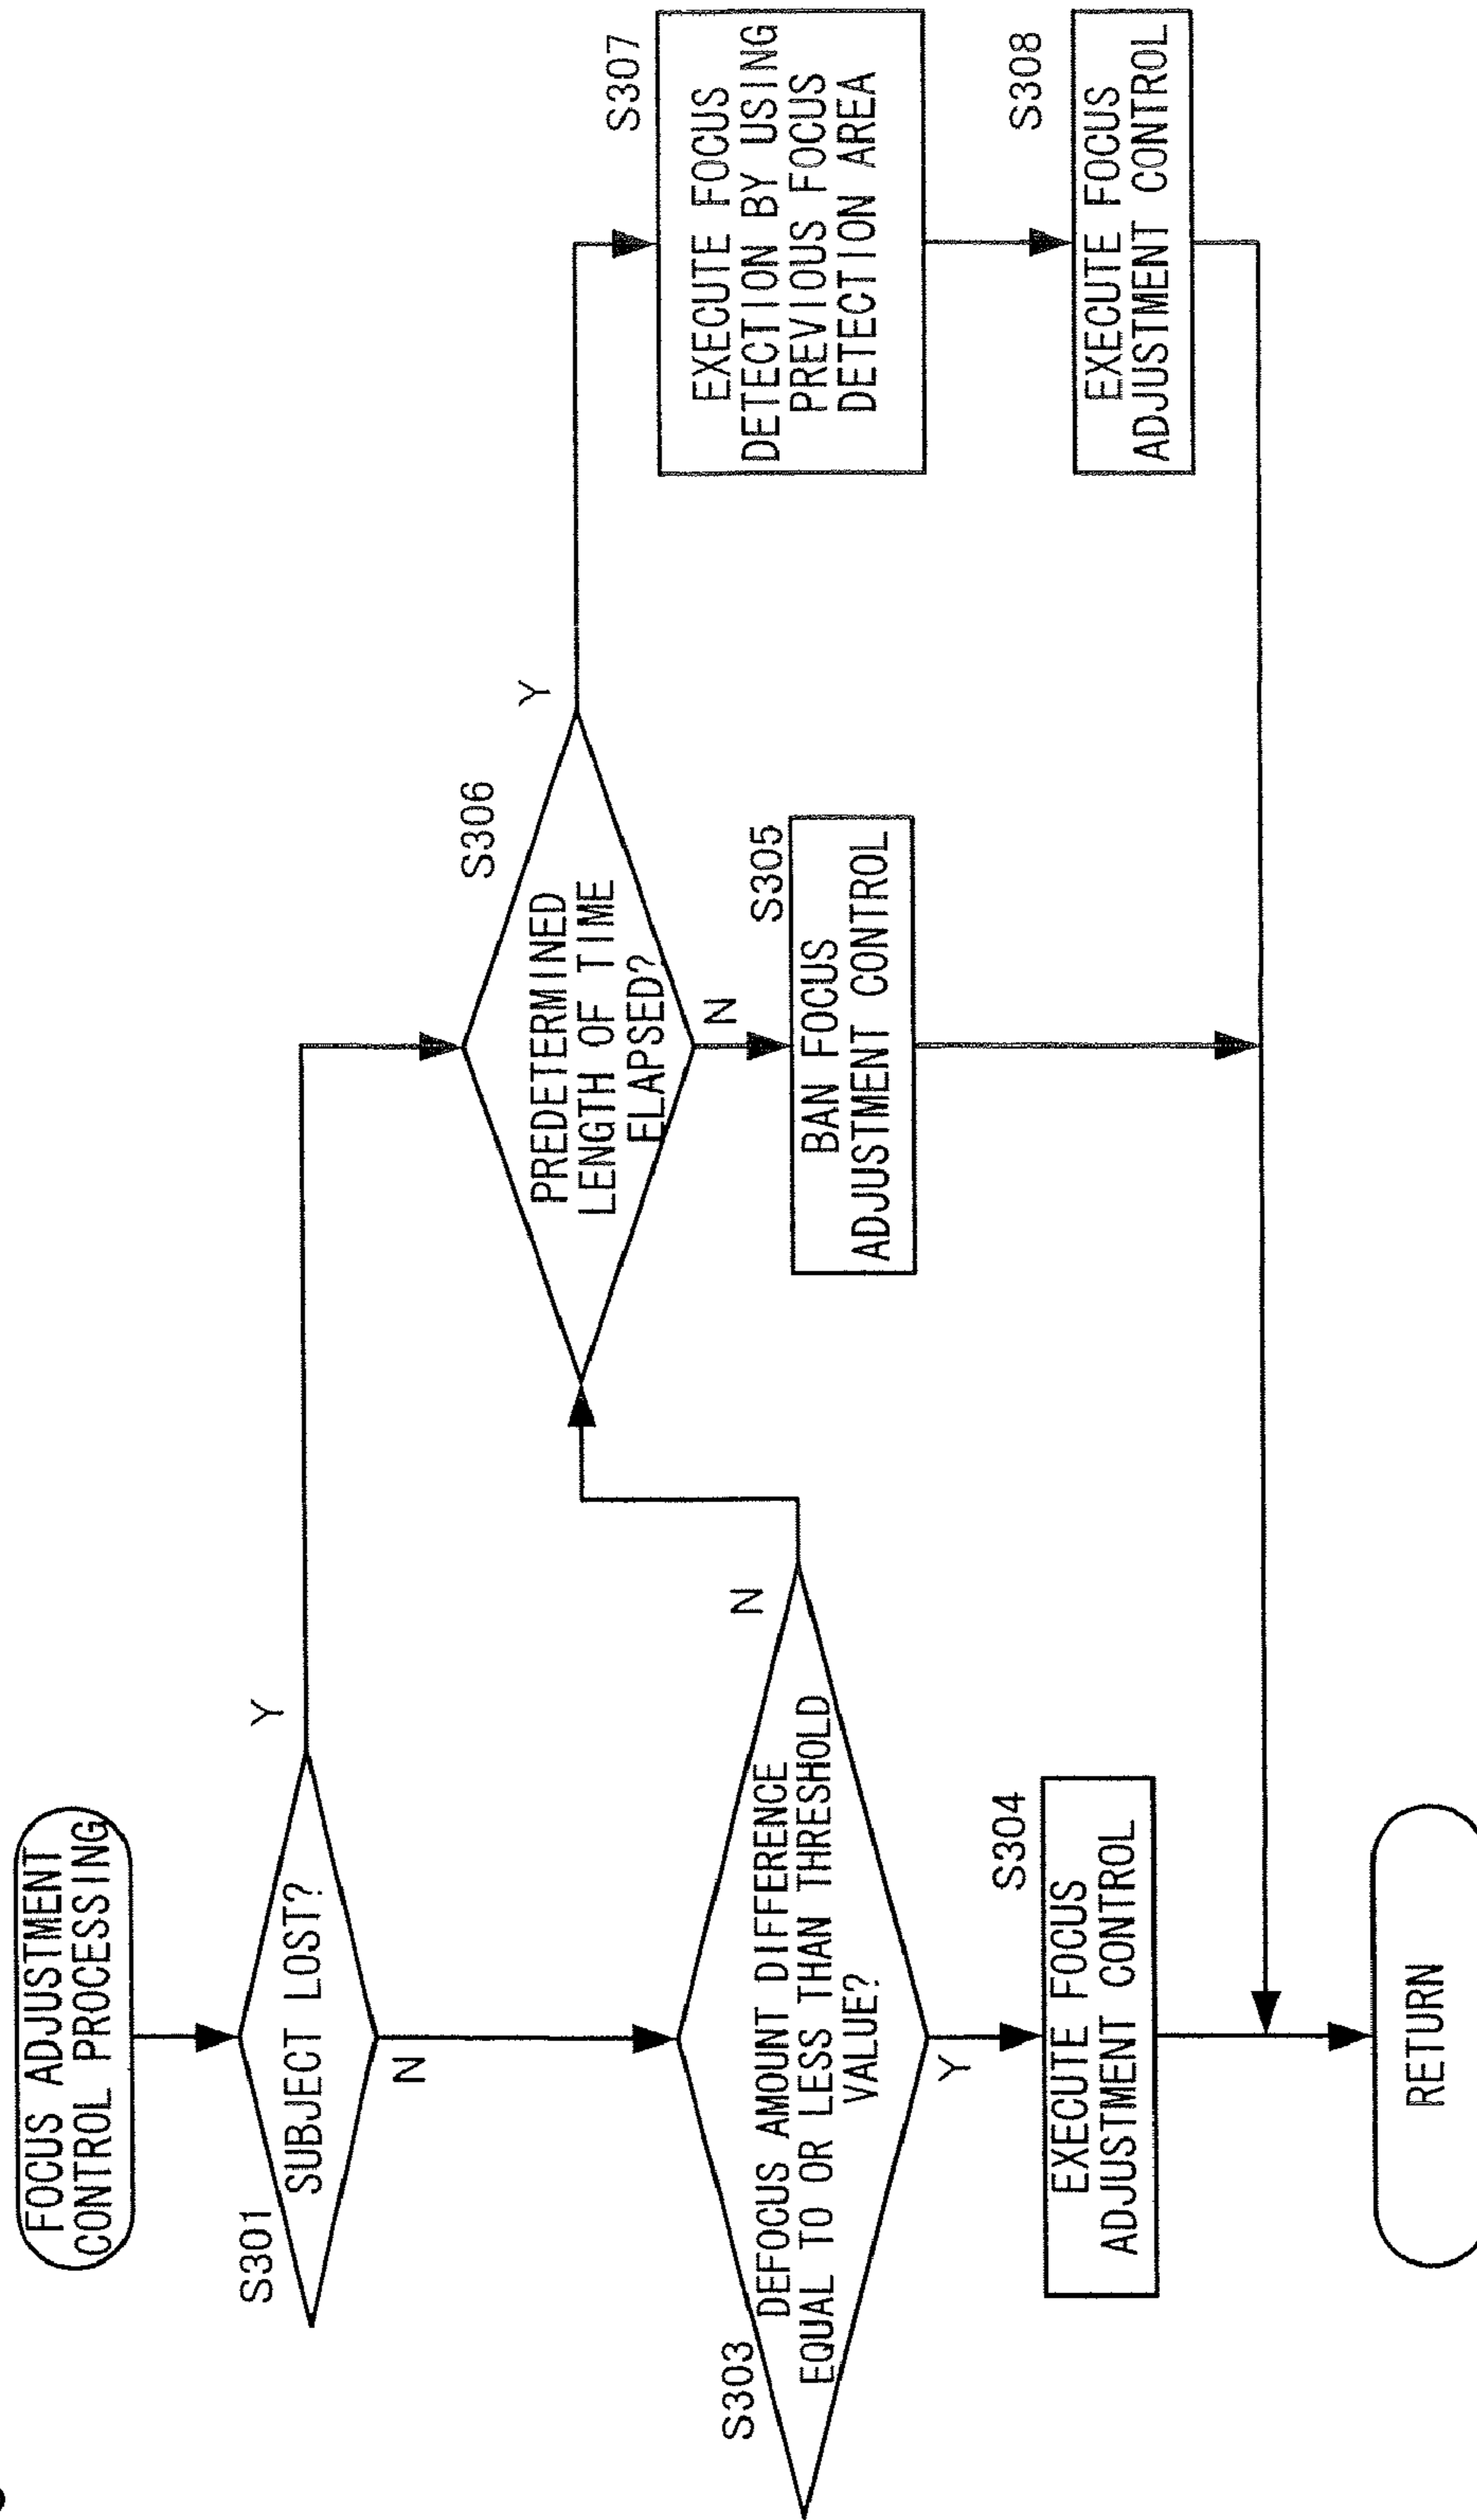 FOCUS ADJUSTMENT
CONTROL PROCESSING
S301
SUBJECT LOST?
Y
N
S303
DEFOCUS AMOUNT DIFFERENCE
EQUAL TO OR LESS THAN THRESHOLD
VALUE?
N
Y
S304
EXECUTE FOCUS
ADJUSTMENT CONTROL
RETURN
S306
PREDETERMINED
LENGTH OF TIME
ELAPSED?
Y
N
S305
BAN FOCUS
ADJUSTMENT CONTROL
S307
EXECUTE FOCUS
DETECTION BY USING
PREVIOUS FOCUS
DETECTION AREA
S308
EXECUTE FOCUS
ADJUSTMENT CONTROL